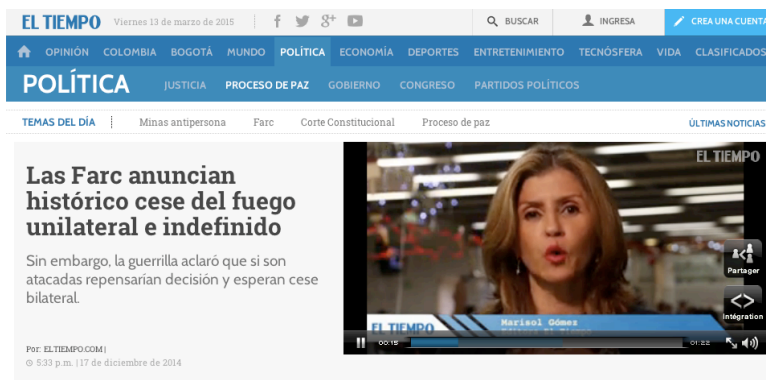 EL TIEMPO Viernes 13 de marzo de 2015 BUSCAR INGRESA CREA UNA CUENTA
OPINIÓN COLOMBIA BOGOTÁ MUNDO POLÍTICA ECONOMÍA DEPORTES ENTRETENIMIENTO TECNÓSFERA VIDA CLASIFICADOS
POLÍTICA JUSTICIA PROCESO DE PAZ GOBIERNO CONGRESO PARTIDOS POLÍTICOS
TEMAS DEL DÍA Minas antipersona Farc Corte Constitucional Proceso de paz ÚLTIMAS NOTICIAS
Las Farc anuncian
histórico cese del fuego
unilateral e indefinido
Sin embargo, la guerrilla aclaró que si son
atacadas repensarían decisión y esperan cese
bilateral.
Por: ELTIEMPO.COM |
5:33 p.m. | 17 de diciembre de 2014
EL TIEMPO
Partager
Intégration
Marisol Gómez
EL TIEMPO
00:15 01:22